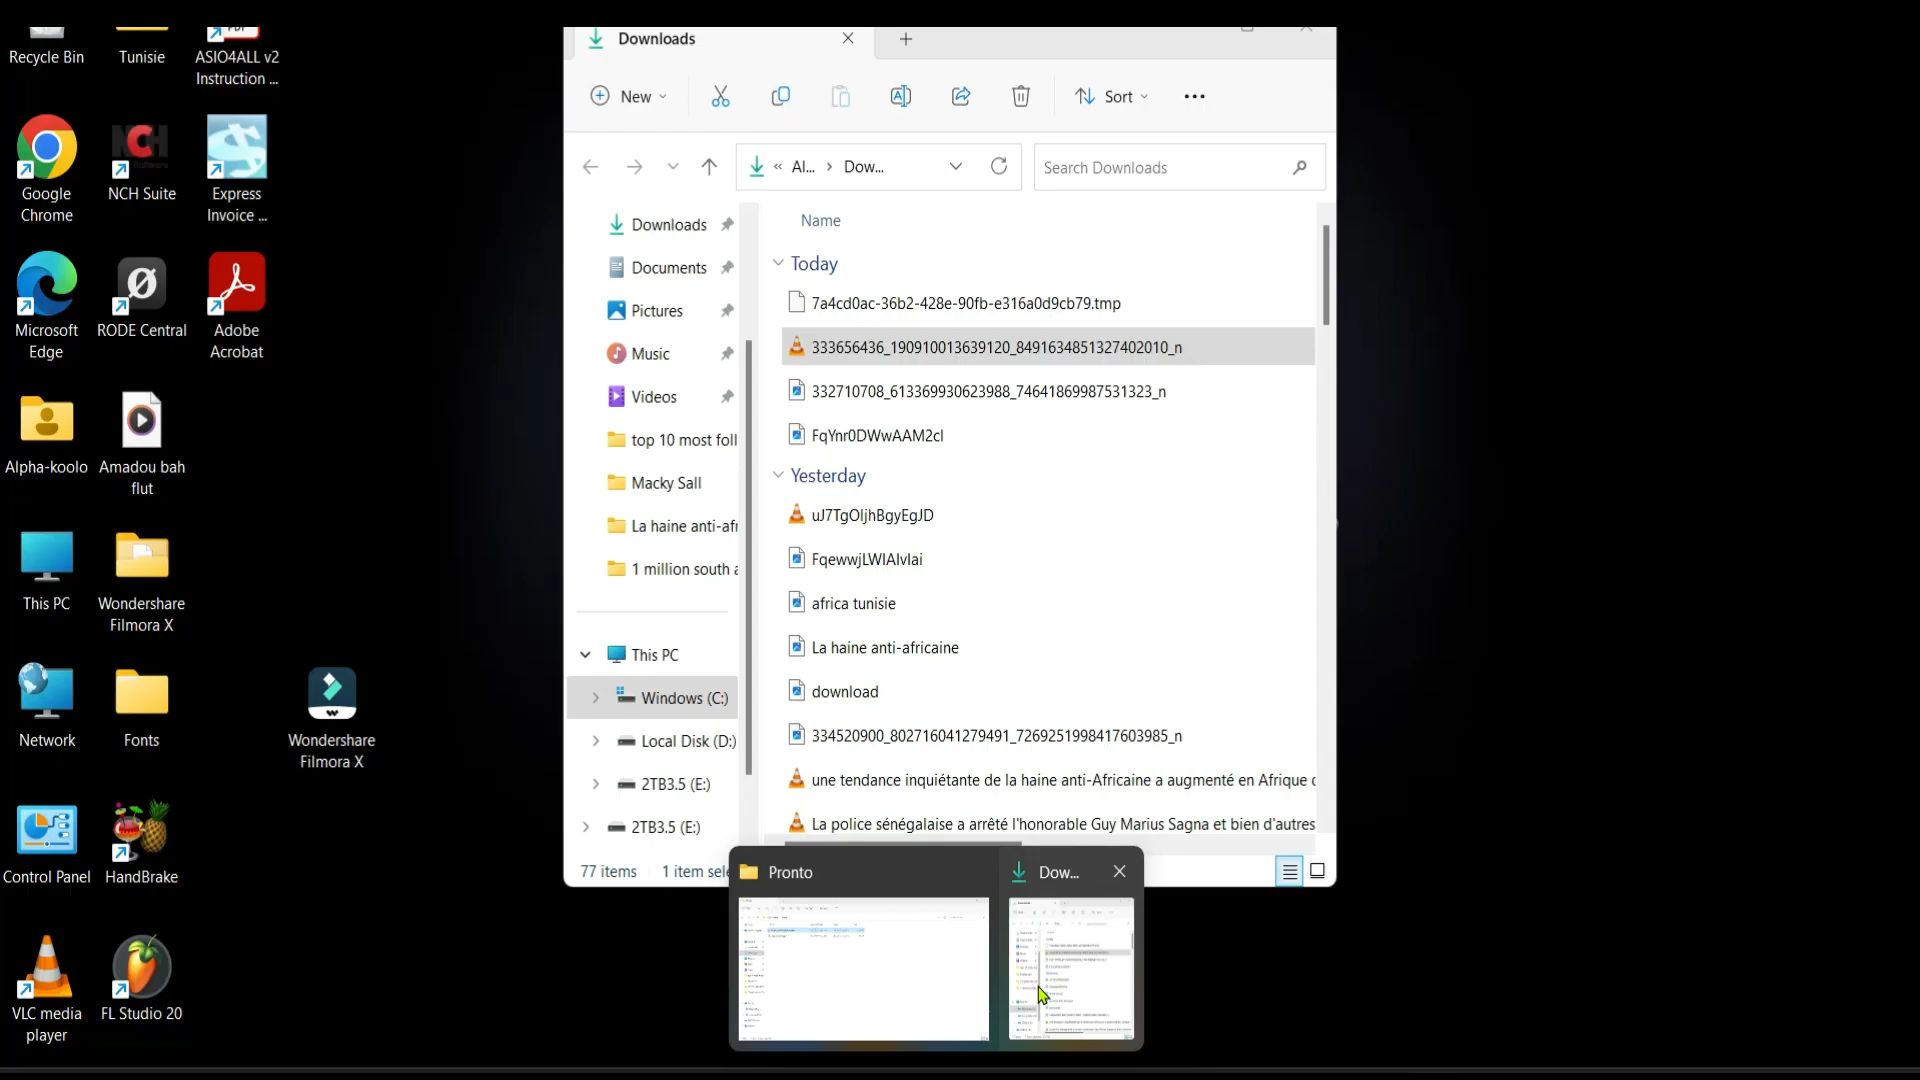 Recycle Bin
Tunisie
ASIO4ALL v2
Instruction ...
Google
Chrome
NCH Suite
Express
Invoice ...
Microsoft
Edge
RODE Central
Adobe
Acrobat
Alpha-koolo
Amadou bah
flut
This PC
Wondershare
Filmora X
Network
Fonts
Wondershare
Filmora X
Control Panel
HandBrake
VLC media
player
FL Studio 20
Downloads
New
Sort
« Al... › Dow...
Search Downloads
Downloads
Documents
Pictures
Music
Videos
top 10 most foll
Macky Sall
La haine anti-afr
1 million south a
This PC
Windows (C:)
Local Disk (D:)
2TB3.5 (E:)
2TB3.5 (E:)
Name
Today
7a4cd0ac-36b2-428e-90fb-e316a0d9cb79.tmp
333656436_190910013639120_8491634851327402010_n
332710708_613369930623988_74641869987531323_n
FqYnr0DWwAAM2cl
Yesterday
uJ7TgOljhBgyEgJD
FqewwjLWIAIvIai
africa tunisie
La haine anti-africaine
download
334520900_802716041279491_7269251998417603985_n
une tendance inquiétante de la haine anti-Africaine a augmenté en Afrique
La police sénégalaise a arrêté l'honorable Guy Marius Sagna et bien d'autres
77 items
1 item sele
Pronto
Dow...